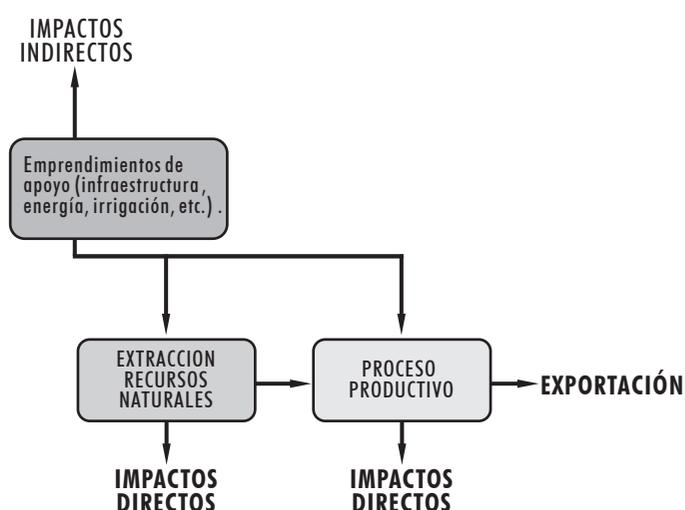 IMPACTOS
INDIRECTOS
Emprendimientos de
apoyo (infraestructura,
energía, irrigación, etc.) .
EXTRACCION
RECURSOS
NATURALES
PROCESO
PRODUCTIVO
EXPORTACIÓN
IMPACTOS
DIRECTOS
IMPACTOS
DIRECTOS